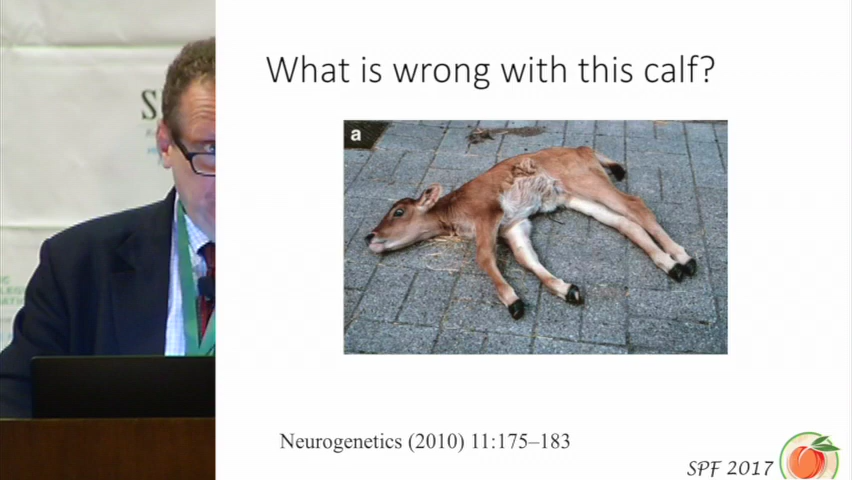 What is wrong with this calf?
a
Neurogenetics (2010) 11:175–183
SPF 2017